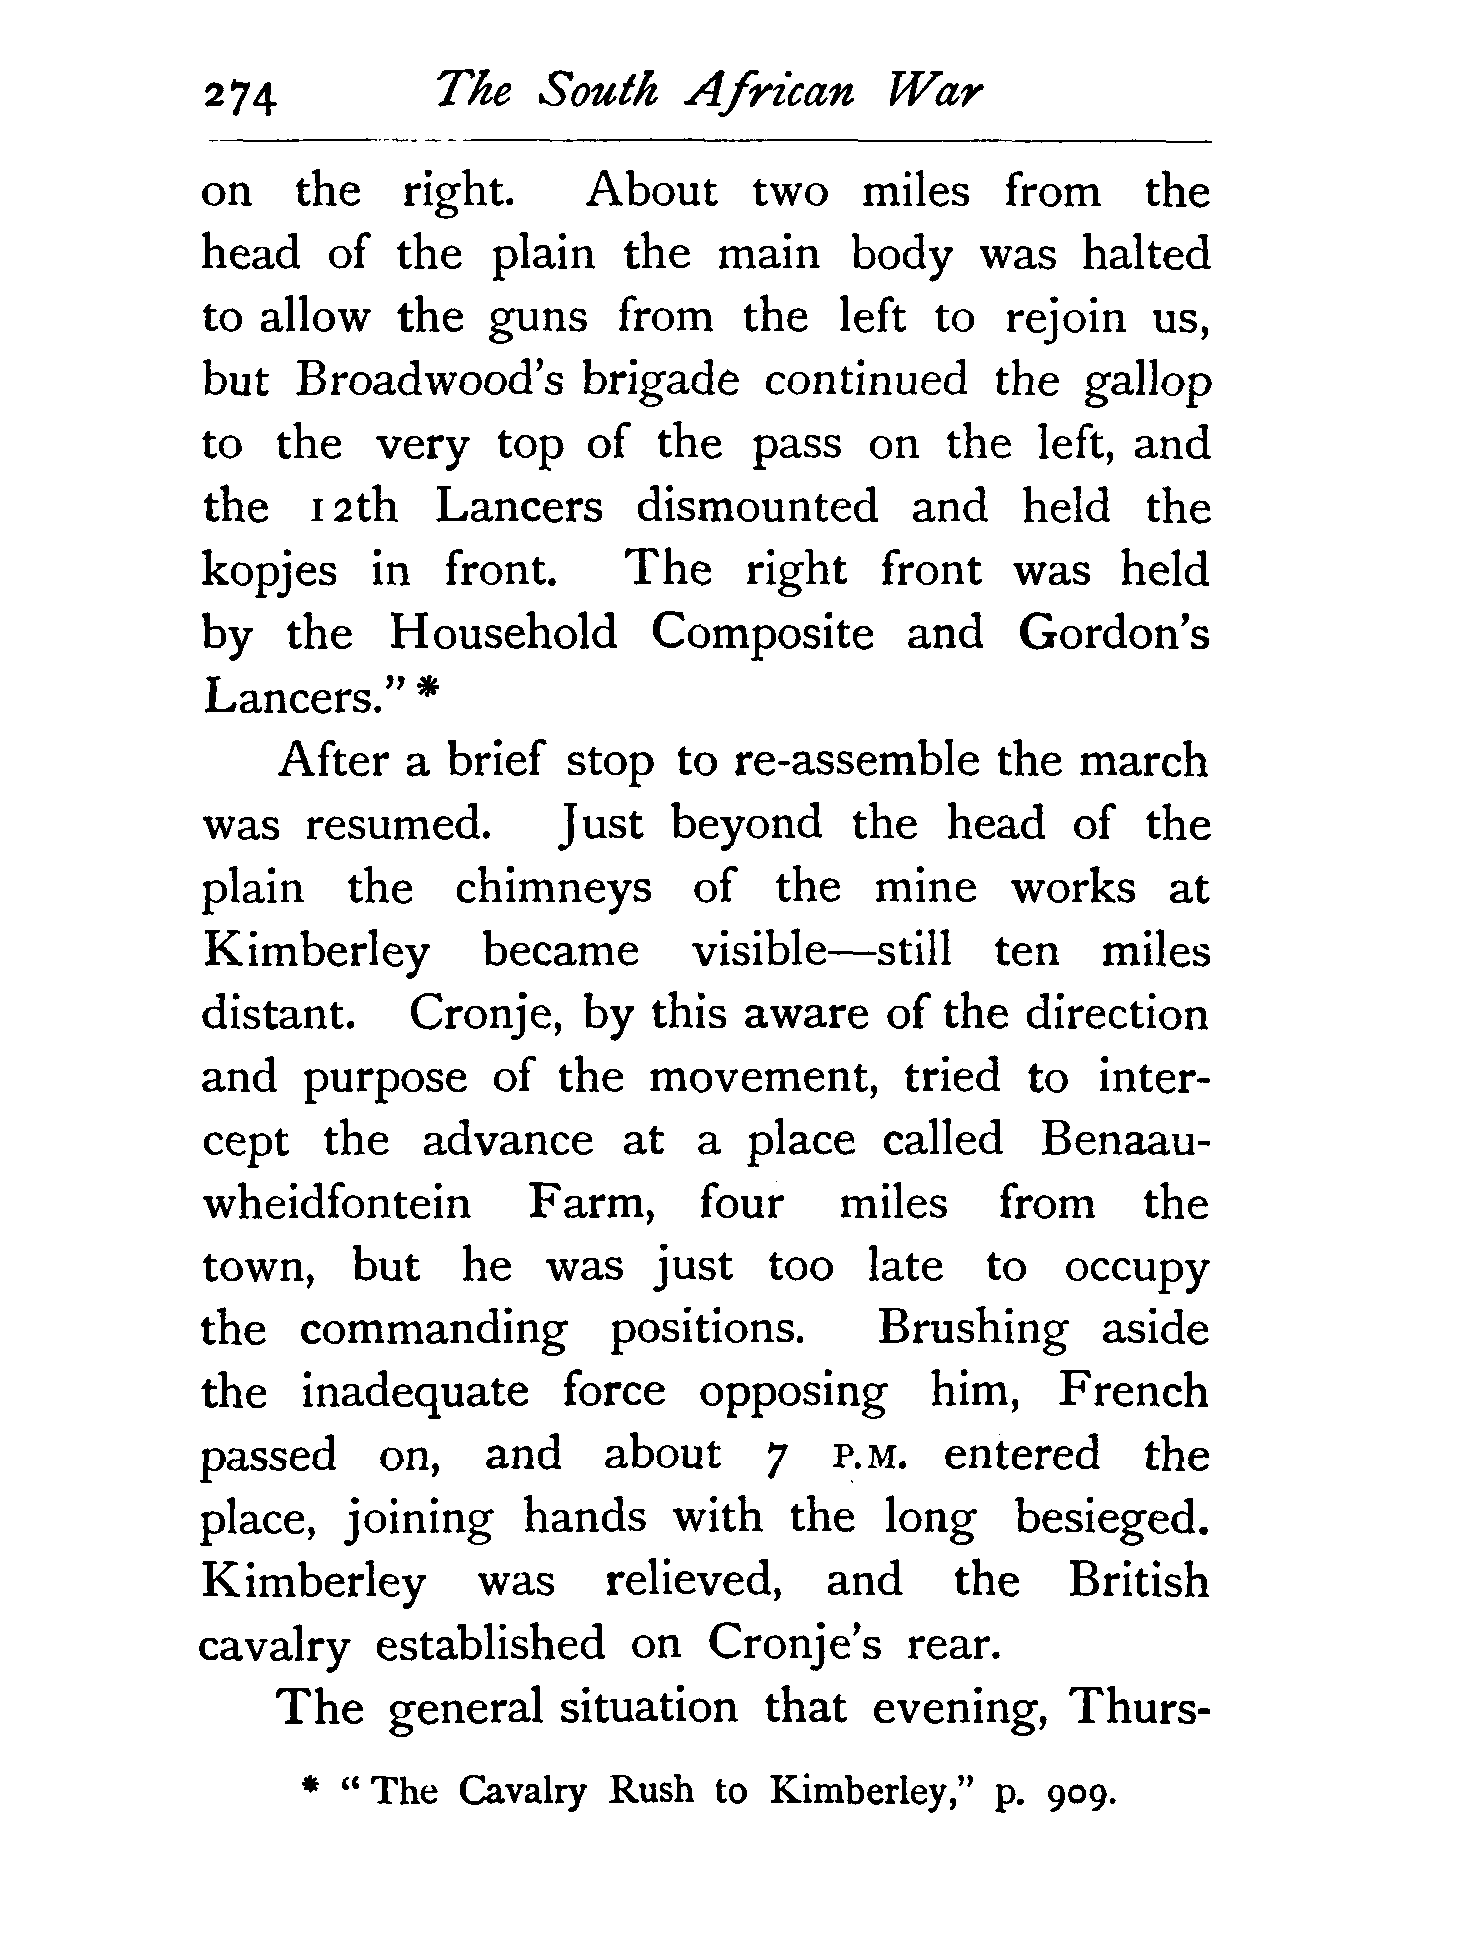 274 The South African War
on the right. About two miles from the
head of the plain the main body was halted
to allow the guns from the left to rejoin us,
but Broadwood's brigade continued the gallop
to the very top of the pass on the left, and
the 12th Lancers dismounted and held the
kopjes in front. The right front was held
by the Household Composite and Gordon's
Lancers." *
After a brief stop to re-assemble the march
was resumed. Just beyond the head of the
plain the chimneys of the mine works at
Kimberley became visible—still ten miles
distant. Cronje, by this aware of the direction
and purpose of the movement, tried to inter-
cept the advance at a place called Benaau-
wheidfontein Farm, four miles from the
town, but he was just too late to occupy
the commanding positions. Brushing aside
the inadequate force opposing him, French
passed on, and about 7 P.M. entered the
place, joining hands with the long besieged.
Kimberley was relieved, and the British
cavalry established on Cronje's rear.
The general situation that evening, Thurs-
* "The Cavalry Rush to Kimberley," p. 909.